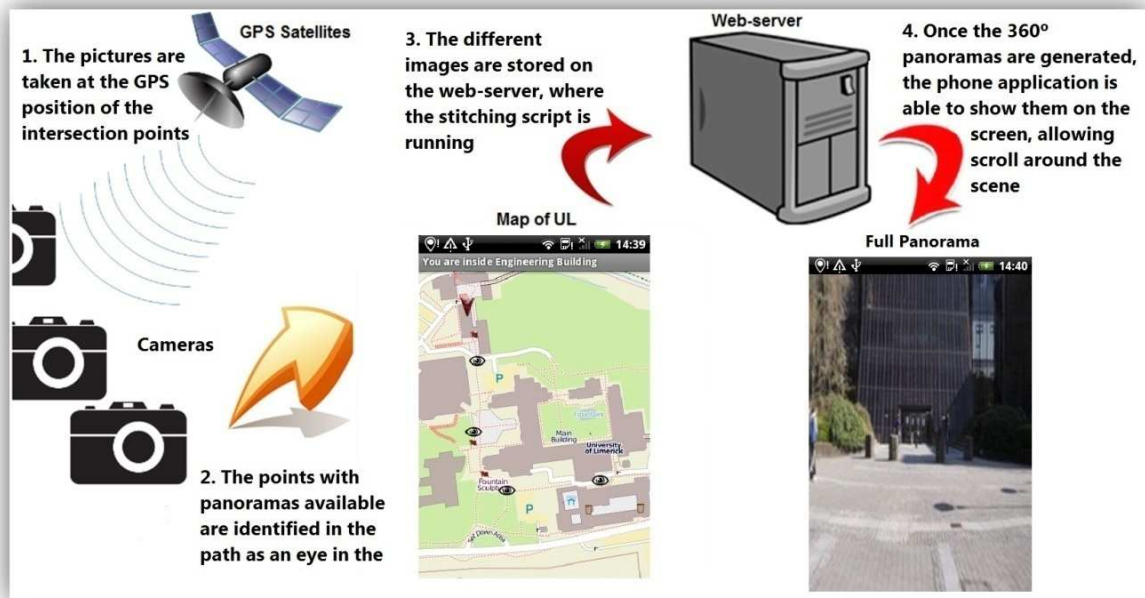 GPS Satellites
1. The pictures are
taken at the GPS
position of the
intersection points
Cameras
2. The points with
panoramas available
are identified in the
path as an eye in the
3. The different
images are stored on
the web-server, where
the stitching script is
running
Map of UL
14:39
You are inside Engineering Building
P
Main
Building
University
of Limerick
Fountain
P
Set Down Area
Web-server
4. Once the 360º
panoramas are generated,
the phone application is
able to show them on the
screen, allowing
scroll around the
scene
Full Panorama
14:40